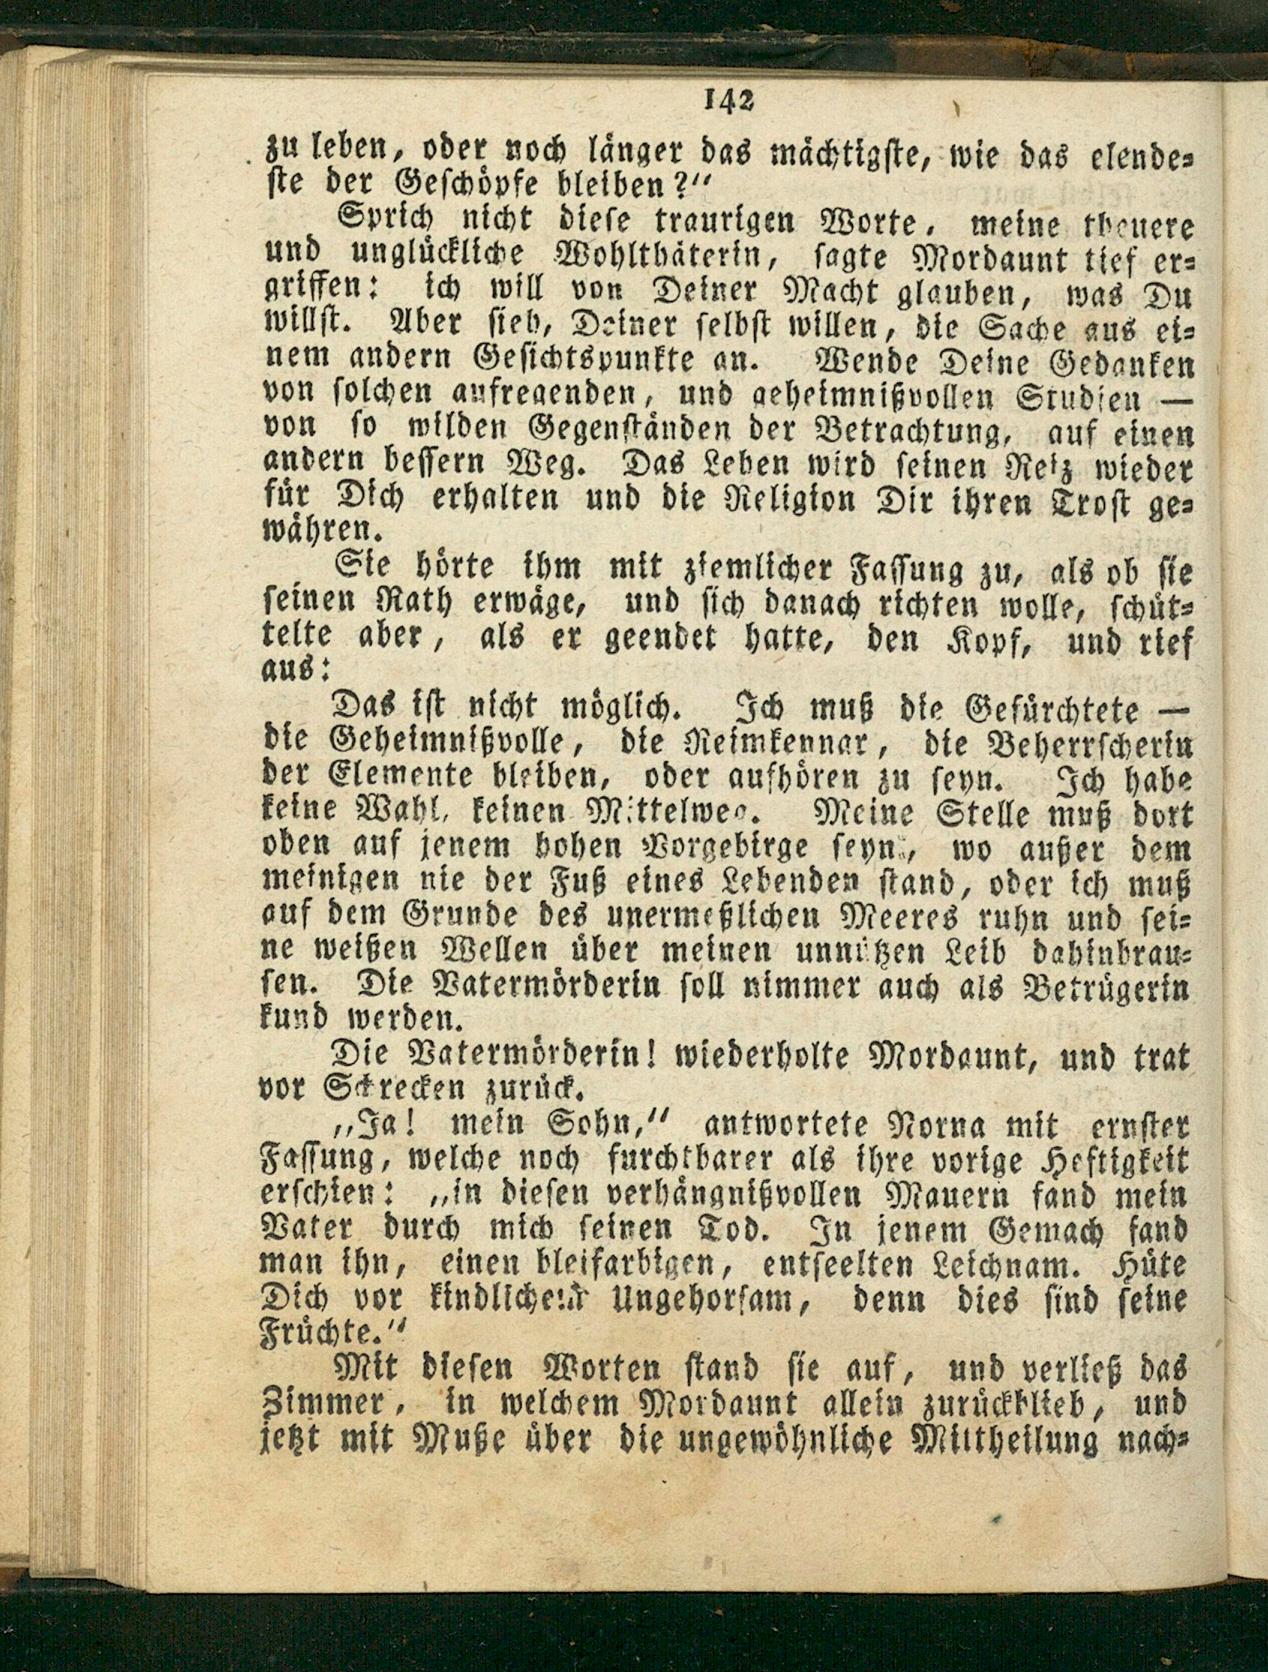 142
zu leben, oder noch länger das mächtigste, wie das elende-
ste der Geschöpfe bleiben?"
Sprich nicht diese traurigen Worte, meine theuere
und unglückliche Wohlthäterin, sagte Mordaunt tief er-
griffen: ich will von Deiner Macht glauben, was Du
willst. Aber sieh, Deiner selbst willen, die Sache aus ei-
nem andern Gesichtspunkte an. Wende Deine Gedanken
von solchen aufregenden, und geheimnißvollen Studien —
von so wilden Gegenständen der Betrachtung, auf einen
andern bessern Weg. Das Leben wird seinen Reiz wieder
für Dich erhalten und die Religion Dir ihren Trost ge-
währen.
Sie hörte ihm mit ziemlicher Fassung zu, als ob sie
seinen Rath erwäge, und sich danach richten wolle, schüt-
telte aber, als er geendet hatte, den Kopf, und rief
aus:
Das ist nicht möglich. Ich muß die Gefürchtete —
die Geheimnißvolle, die Reimkennar, die Beherrscherin
der Elemente bleiben, oder aufhören zu seyn. Ich habe
keine Wahl, keinen Mittelweg. Meine Stelle muß dort
oben auf jenem hohen Vorgebirge seyn, wo außer dem
meinigen nie der Fuß eines Lebenden stand, oder ich muß
auf dem Grunde des unermeßlichen Meeres ruhn und sei-
ne weißen Wellen über meinen unnützen Leib dahinbrau-
sen. Die Vatermörderin soll nimmer auch als Betrügerin
kund werden.
Die Vatermörderin! wiederholte Mordaunt, und trat
vor Schrecken zurück.
„Ja! mein Sohn," antwortete Norna mit ernster
Fassung, welche noch furchtbarer als ihre vorige Heftigkeit
erschien: „in diesen verhängnißvollen Mauern fand mein
Vater durch mich seinen Tod. In jenem Gemach fand
man ihn, einen bleifarbigen, entseelten Leichnam. Hüte
Dich vor kindlichem Ungehorsam, denn dies sind seine
Früchte."
Mit diesen Worten stand sie auf, und verließ das
Zimmer, in welchem Mordaunt allein zurückblieb, und
jetzt mit Muße über die ungewöhnliche Mittheilung nach-